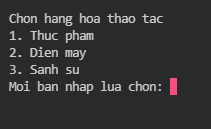 Chon hang hoa thao tac
1. Thuc pham
2. Dien may
3. Sanh su
Moi ban nhap lua chon: